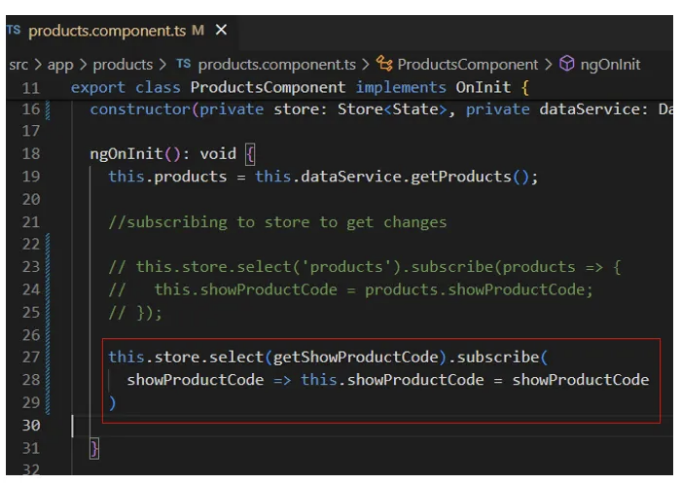 TS products.component.ts M X
src > app > products > TS products.component.ts > ProductsComponent > ngOnInit
11 export class ProductsComponent implements OnInit {
16 constructor(private store: Store<State>, private dataService: Da
17
18 ngOnInit(): void {
19 this.products = this.dataService.getProducts();
20
21 //subscribing to store to get changes
22
23 // this.store.select('products').subscribe(products => {
24 //   this.showProductCode = products.showProductCode;
25 // });
26
27 this.store.select(getShowProductCode).subscribe(
28 showProductCode => this.showProductCode = showProductCode
29 )
30
31 }
32